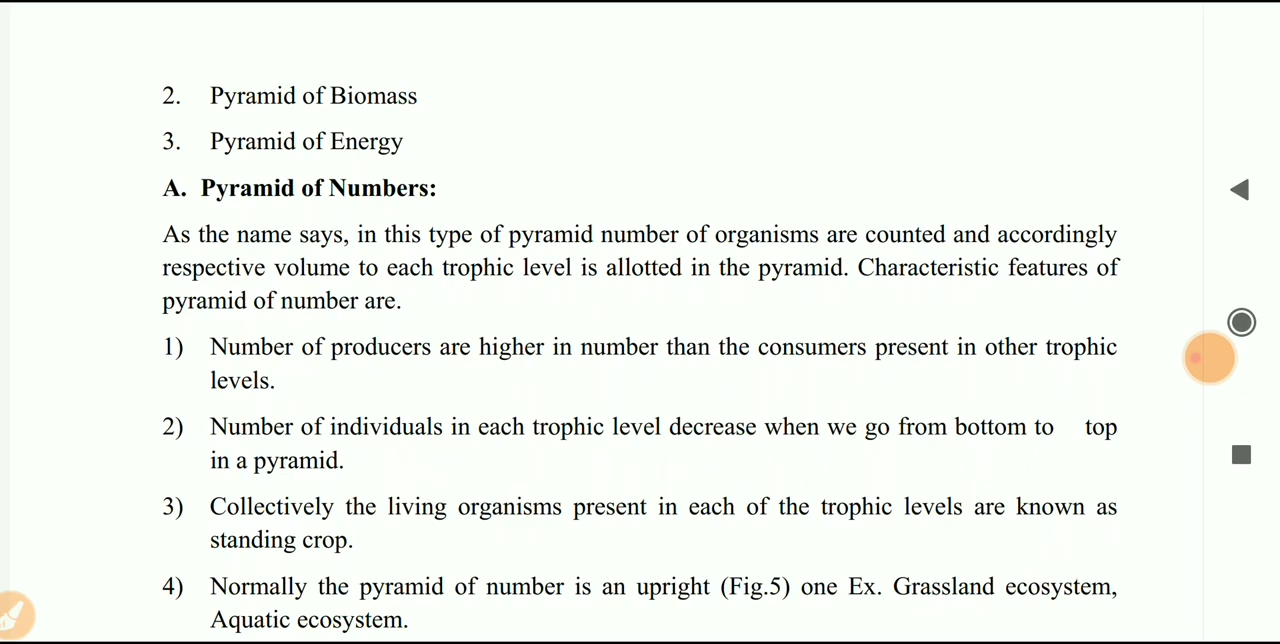 2. Pyramid of Biomass
3. Pyramid of Energy
A. Pyramid of Numbers:
As the name says, in this type of pyramid number of organisms are counted and accordingly
respective volume to each trophic level is allotted in the pyramid. Characteristic features of
pyramid of number are.
1) Number of producers are higher in number than the consumers present in other trophic
levels.
2) Number of individuals in each trophic level decrease when we go from bottom to top
in a pyramid.
3) Collectively the living organisms present in each of the trophic levels are known as
standing crop.
4) Normally the pyramid of number is an upright (Fig.5) one Ex. Grassland ecosystem,
Aquatic ecosystem.